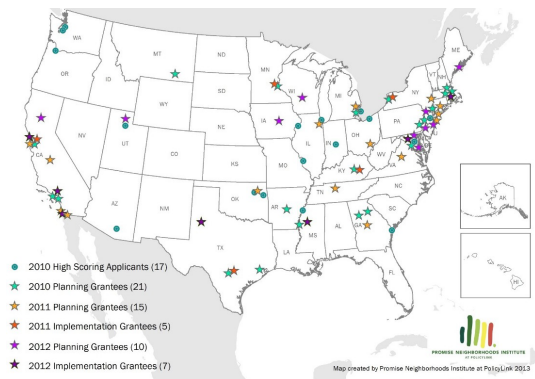 WA
MT
ND
MN
ME
VT
NH
OR
ID
WY
SD
WI
MI
NY
NE
IA
PA
NJ
NV
UT
CO
IL
IN
OH
WV
VA
CA
KS
MO
KY
NC
AZ
NM
OK
AR
TN
SC
TX
LA
MS
AL
GA
FL
AK
HI
2010 High Scoring Applicants (17)
2010 Planning Grantees (21)
2011 Planning Grantees (15)
2011 Implementation Grantees (5)
2012 Planning Grantees (10)
2012 Implementation Grantees (7)
PROMISE NEIGHBORHOODS INSTITUTE
AT POLICYLINK
Map created by Promise Neighborhoods Institute at PolicyLink 2013